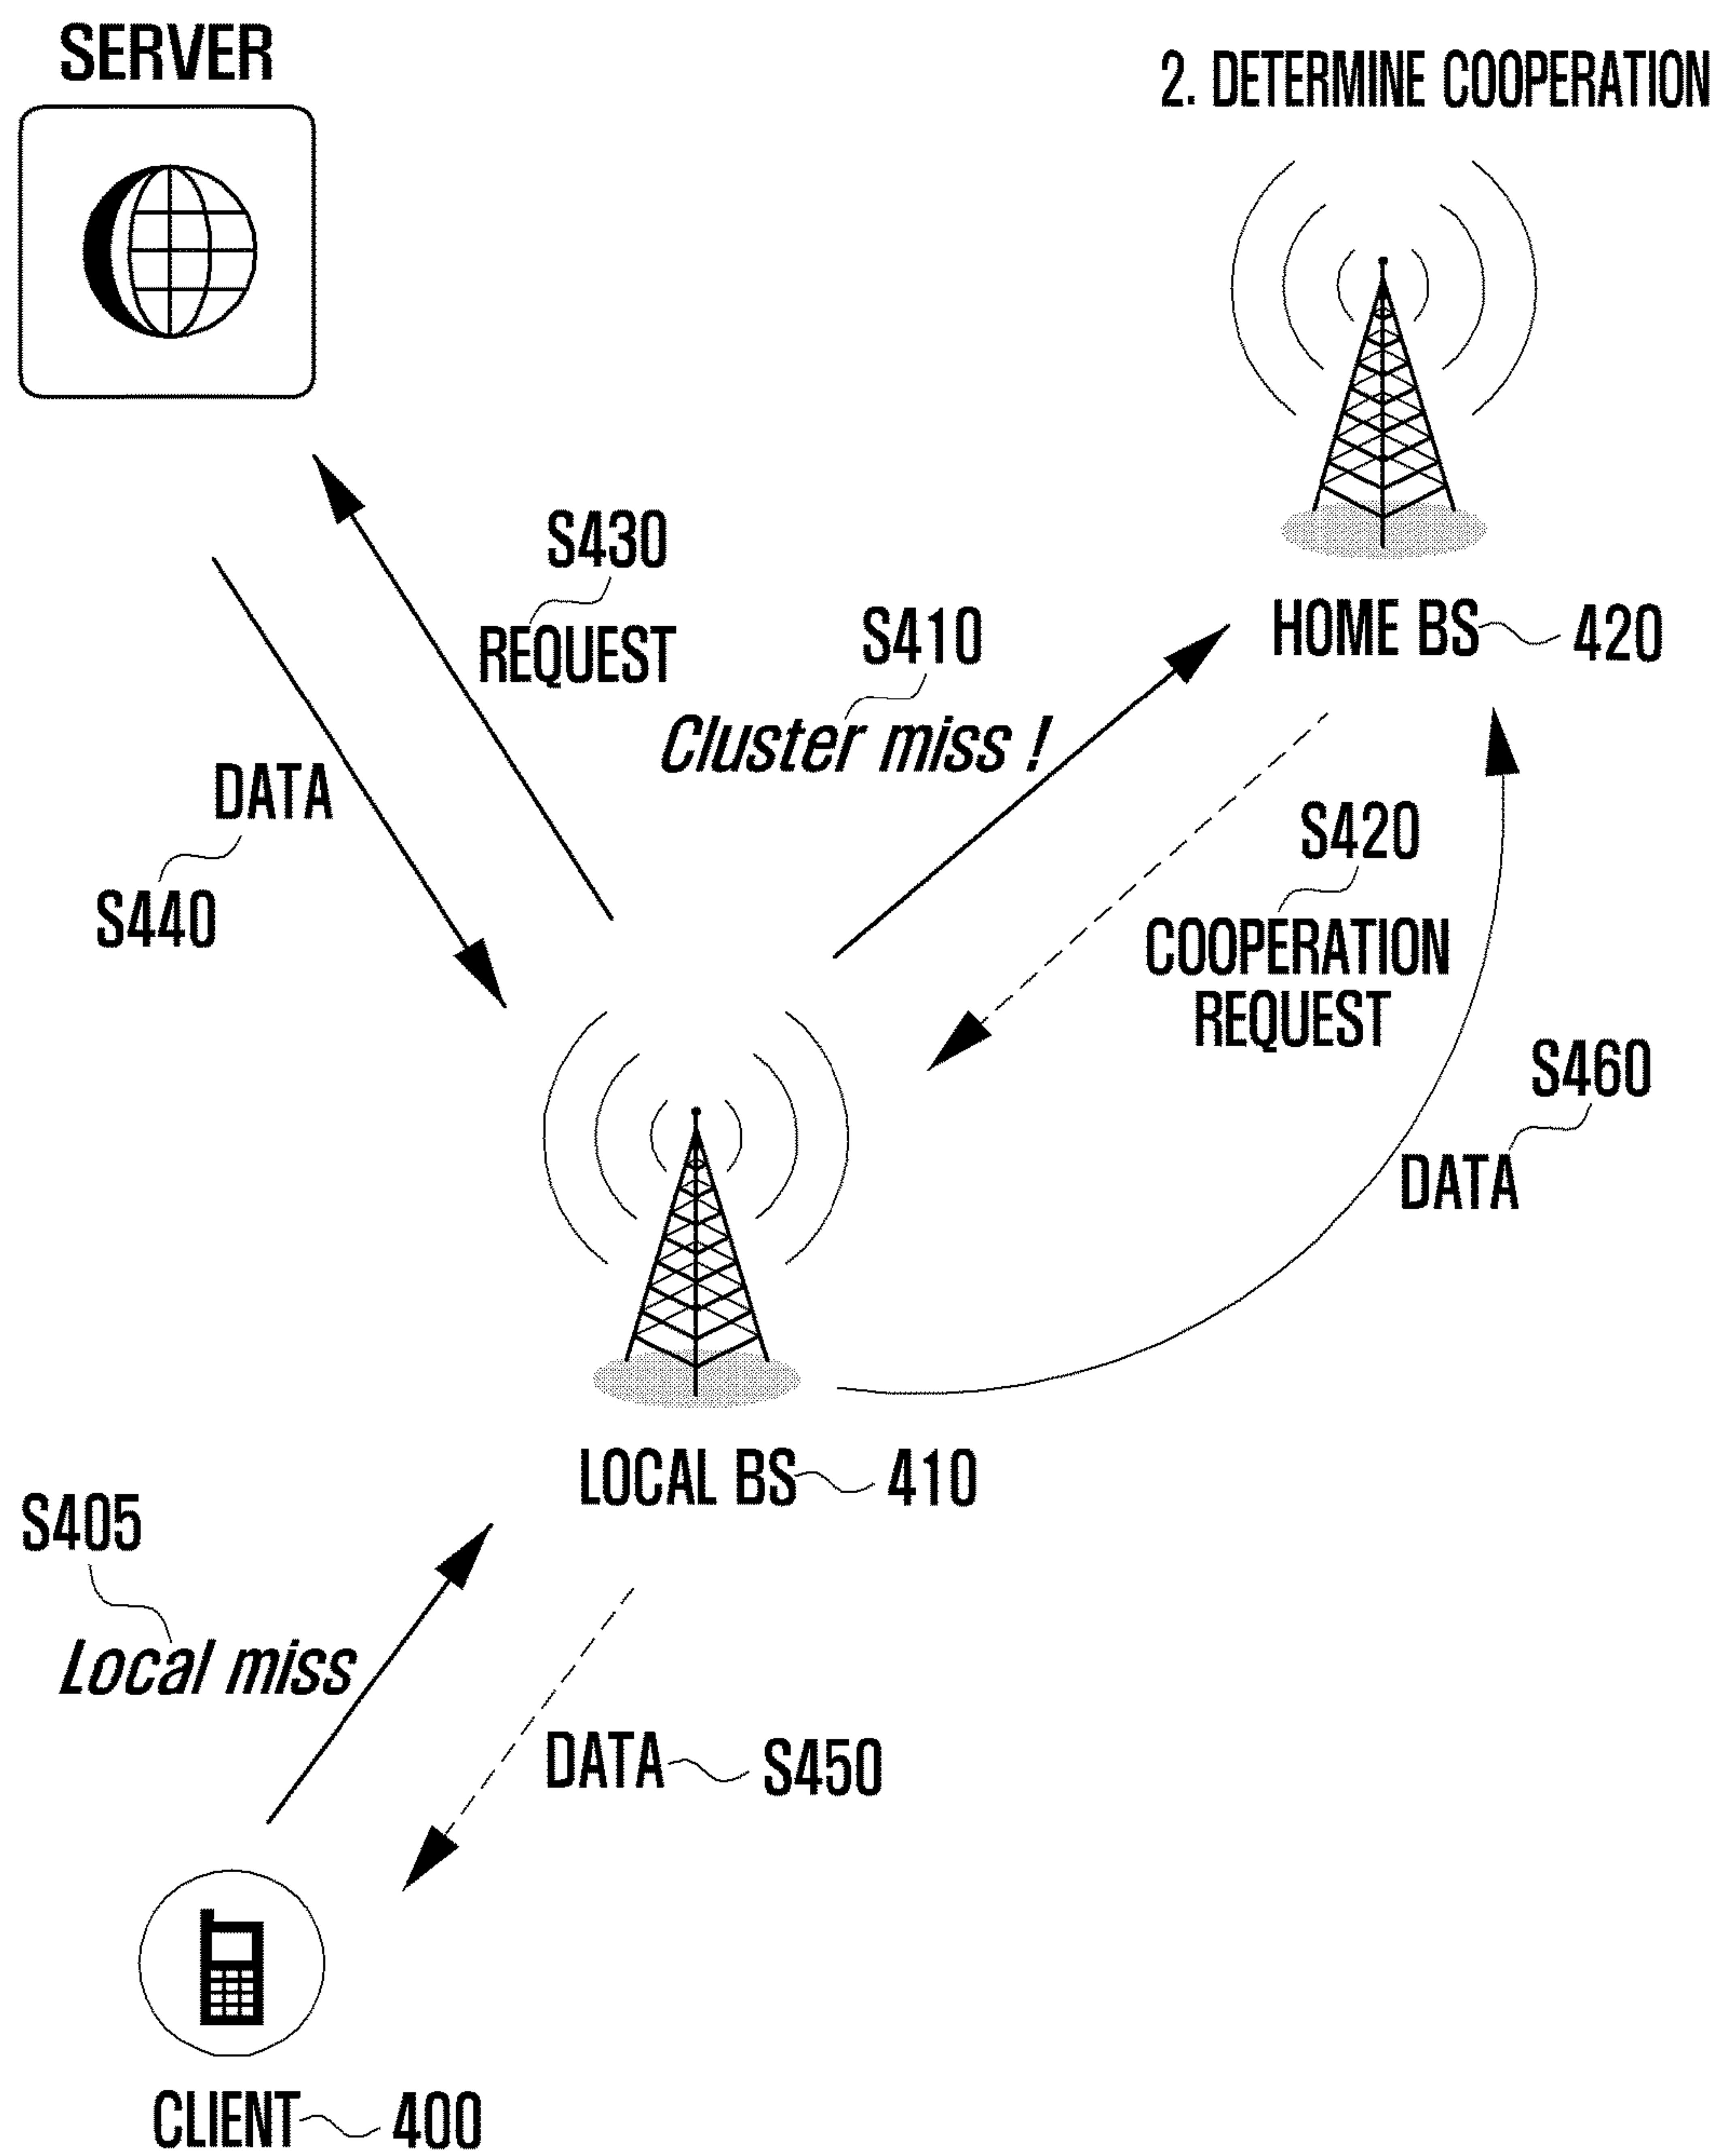 SERVER
2. DETERMINE COOPERATION
S430
REQUEST
S410
Cluster miss !
HOME BS 420
DATA
S440
S420
COOPERATION
REQUEST
S460
DATA
LOCAL BS 410
S405
Local miss
DATA S450
CLIENT 400